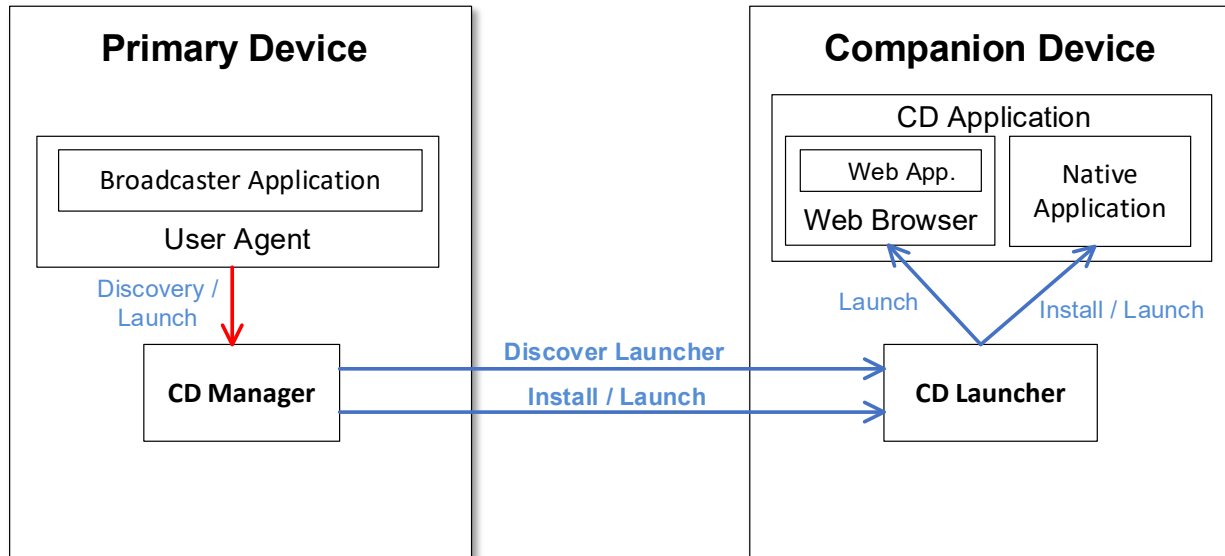 Primary Device
Broadcaster Application
User Agent
Discovery /
Launch
CD Manager
Discover Launcher
Install / Launch
Companion Device
CD Application
Web App.
Web Browser
Native
Application
Launch
Install / Launch
CD Launcher